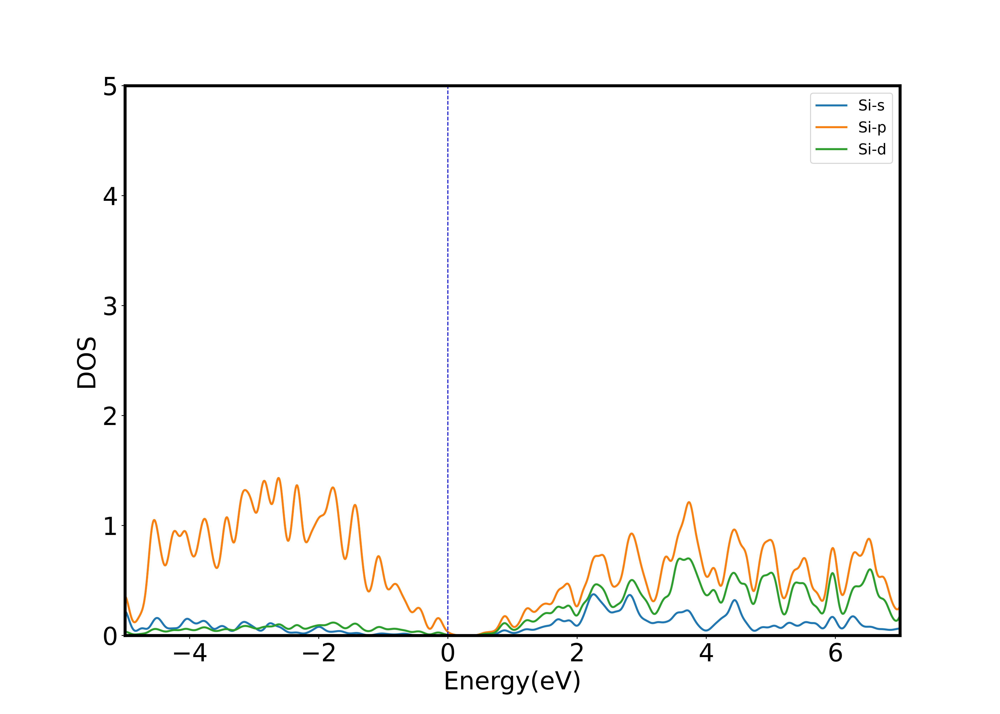 5
4
3
2
1
0
DOS
−4 −2 0 2 4 6
Energy(eV)
Si-s
Si-p
Si-d